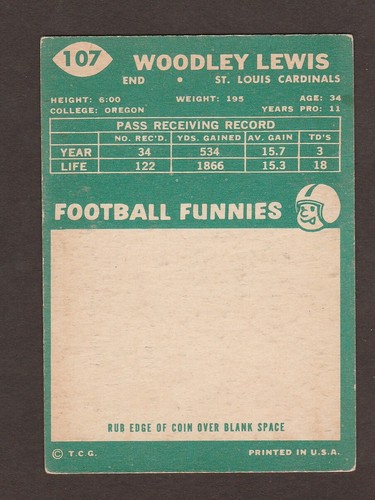 107 WOODLEY LEWIS
END • ST. LOUIS CARDINALS
HEIGHT: 6:00 WEIGHT: 195 AGE: 34
COLLEGE: OREGON YEARS PRO: 11
PASS RECEIVING RECORD
NO. REC'D. YDS. GAINED AV. GAIN TD'S
YEAR 34 534 15.7 3
LIFE 122 1866 15.3 18
FOOTBALL FUNNIES
RUB EDGE OF COIN OVER BLANK SPACE
© T.C.G. PRINTED IN U.S.A.